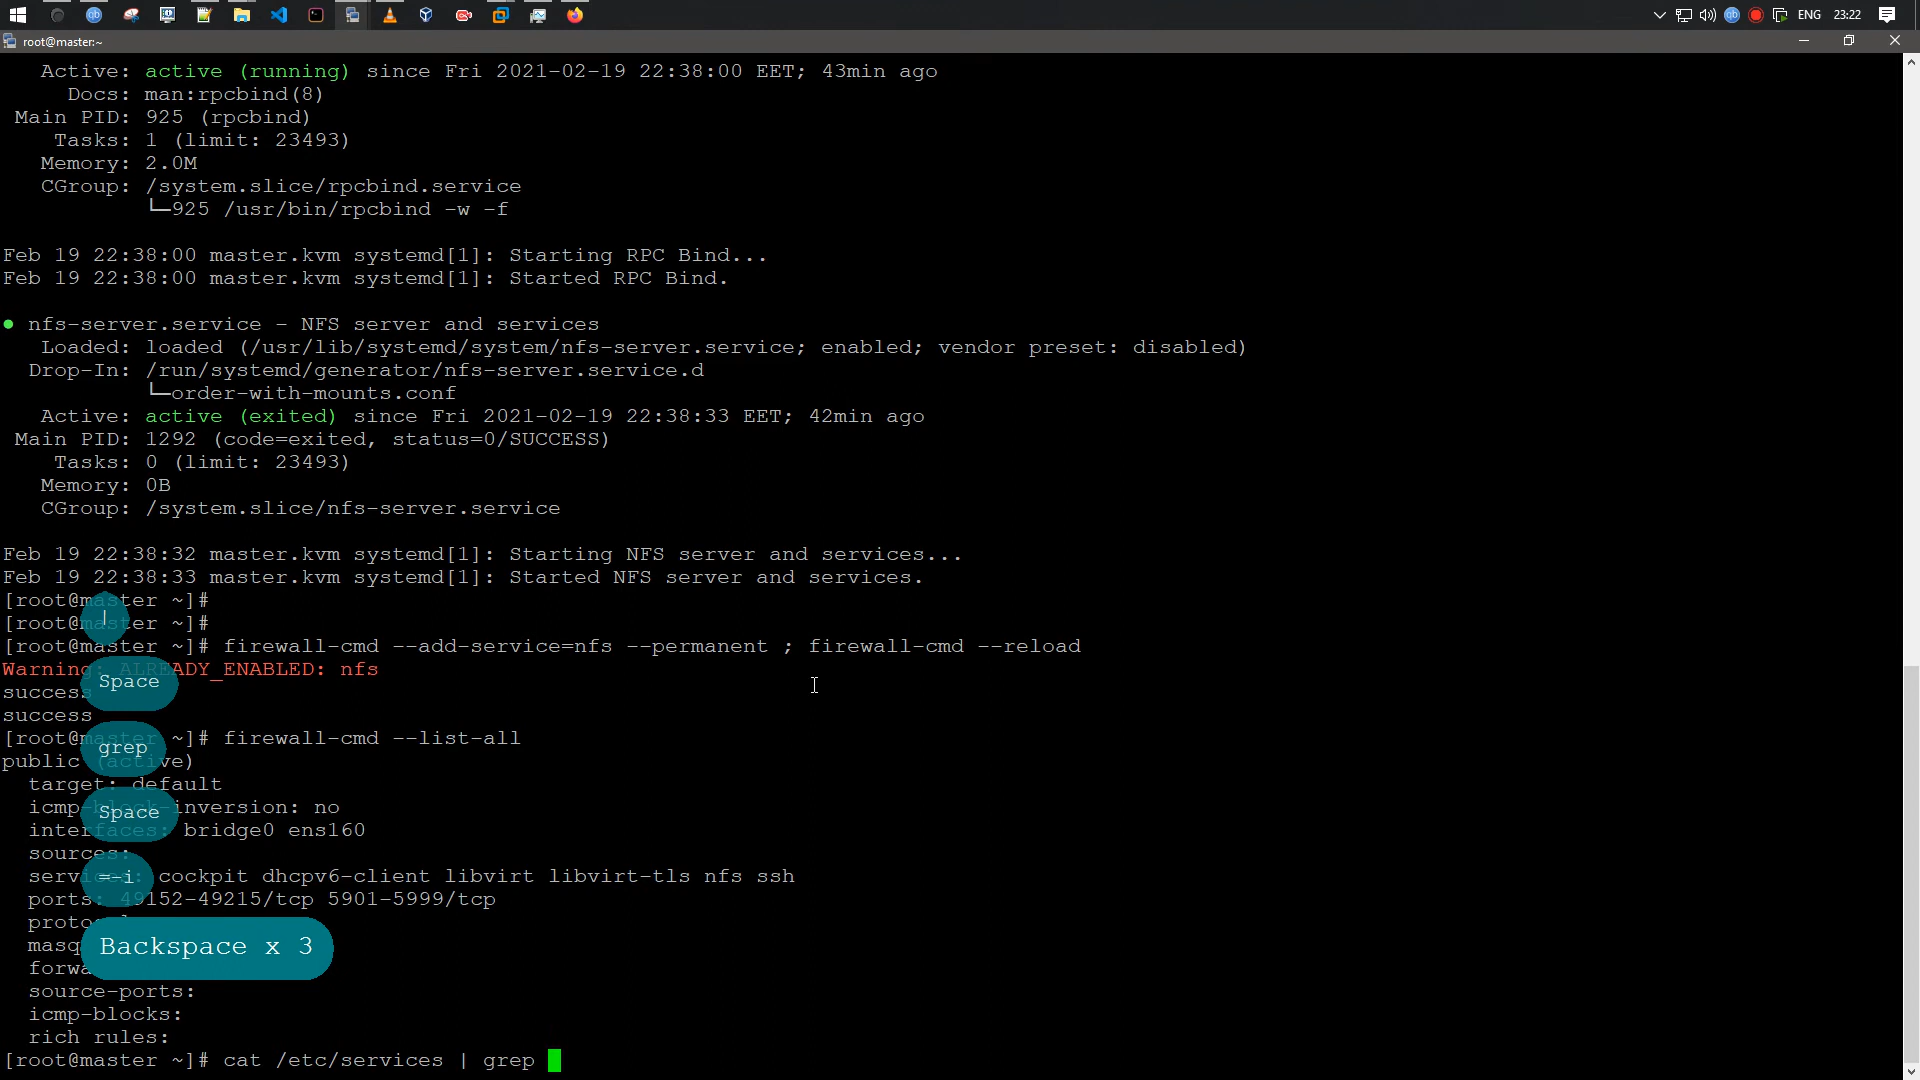 ENG 23:22
root@master:~
Active: active (running) since Fri 2021-02-19 22:38:00 EET; 43min ago
Docs: man:rpcbind(8)
Main PID: 925 (rpcbind)
Tasks: 1 (limit: 23493)
Memory: 2.0M
CGroup: /system.slice/rpcbind.service
└─925 /usr/bin/rpcbind -w -f
Feb 19 22:38:00 master.kvm systemd[1]: Starting RPC Bind...
Feb 19 22:38:00 master.kvm systemd[1]: Started RPC Bind.
● nfs-server.service - NFS server and services
Loaded: loaded (/usr/lib/systemd/system/nfs-server.service; enabled; vendor preset: disabled)
Drop-In: /run/systemd/generator/nfs-server.service.d
└─order-with-mounts.conf
Active: active (exited) since Fri 2021-02-19 22:38:33 EET; 42min ago
Main PID: 1292 (code=exited, status=0/SUCCESS)
Tasks: 0 (limit: 23493)
Memory: 0B
CGroup: /system.slice/nfs-server.service
Feb 19 22:38:32 master.kvm systemd[1]: Starting NFS server and services...
Feb 19 22:38:33 master.kvm systemd[1]: Started NFS server and services.
[root@master ~]#
|
[root@master ~]#
[root@master ~]# firewall-cmd --add-service=nfs --permanent ; firewall-cmd --reload
Warning: ALREADY_ENABLED: nfs
Space
success
success
[root@master ~]# firewall-cmd --list-all
grep
public (active)
target: default
icmp-block-inversion: no
Space
interfaces: bridge0 ens160
sources:
services: cockpit dhcpv6-client libvirt libvirt-tls nfs ssh
=-i
ports: 49152-49215/tcp 5901-5999/tcp
Backspace x 3
source-ports:
icmp-blocks:
rich rules:
[root@master ~]# cat /etc/services | grep